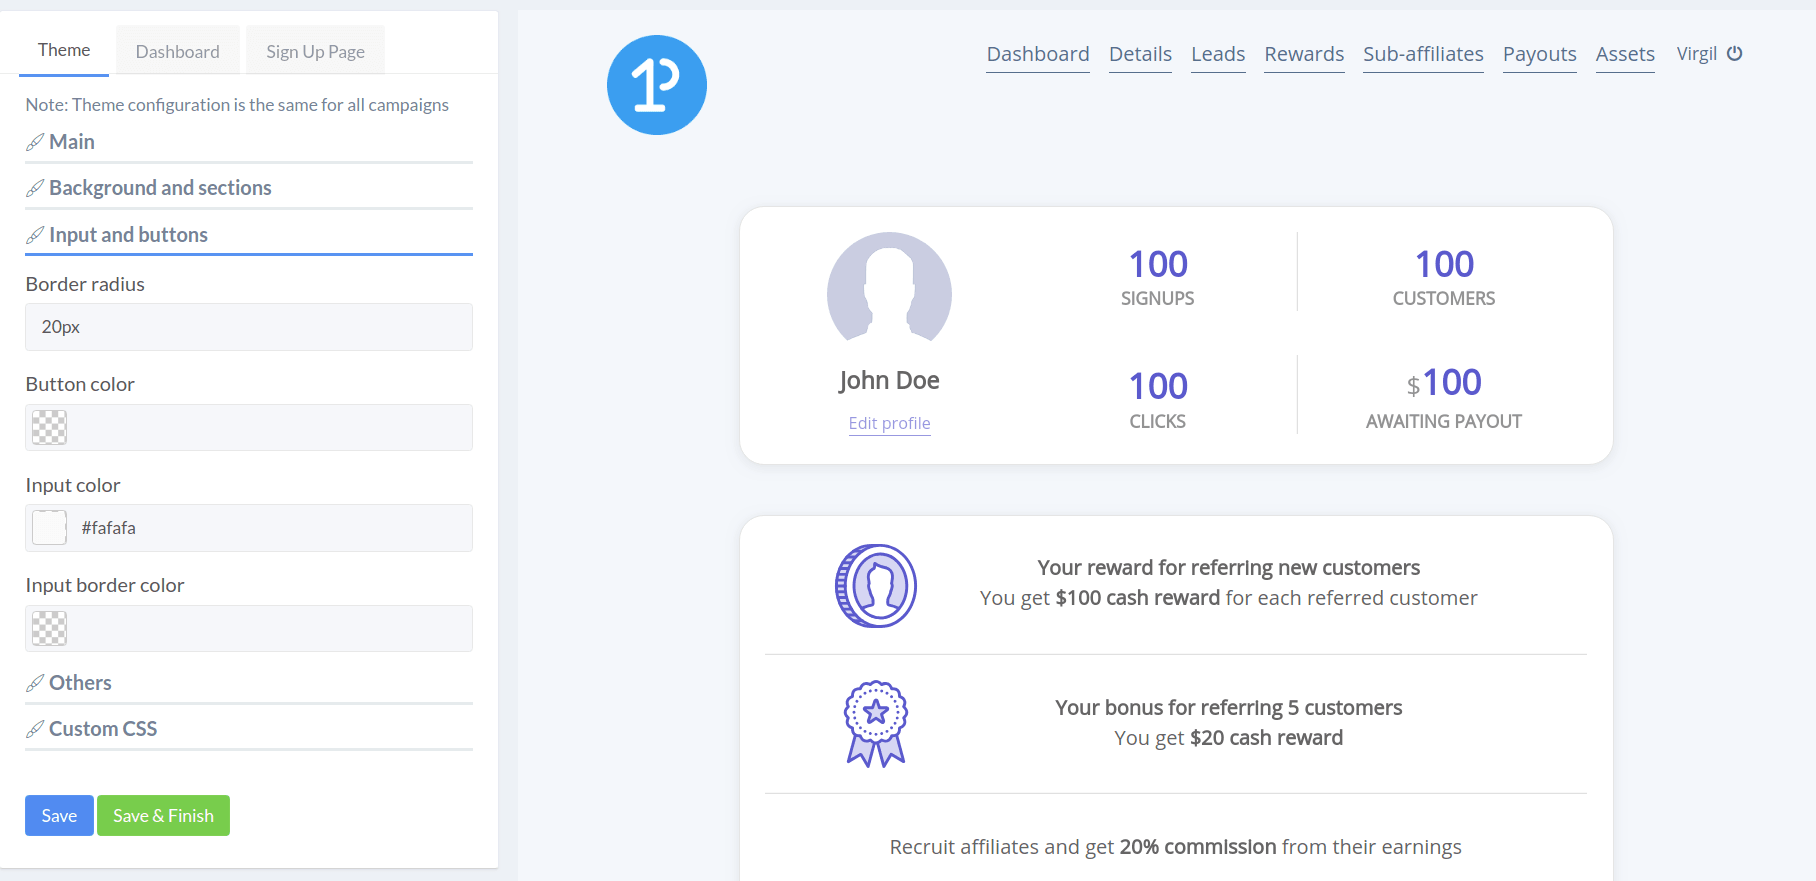 Theme
Dashboard
Sign Up Page
Note: Theme configuration is the same for all campaigns
Main
Background and sections
Input and buttons
Border radius
20px
Button color
Input color
#fafafa
Input border color
Others
Custom CSS
Save
Save & Finish
Dashboard Details Leads Rewards Sub-affiliates Payouts Assets Virgil
John Doe
Edit profile
100
SIGNUPS
100
CUSTOMERS
100
CLICKS
$100
AWAITING PAYOUT
Your reward for referring new customers
You get $100 cash reward for each referred customer
Your bonus for referring 5 customers
You get $20 cash reward
Recruit affiliates and get 20% commission from their earnings